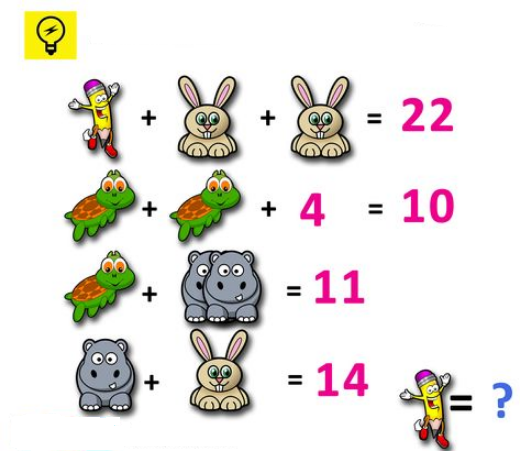 + + = 22
+ + 4 = 10
+ = 11
+ = 14
= ?